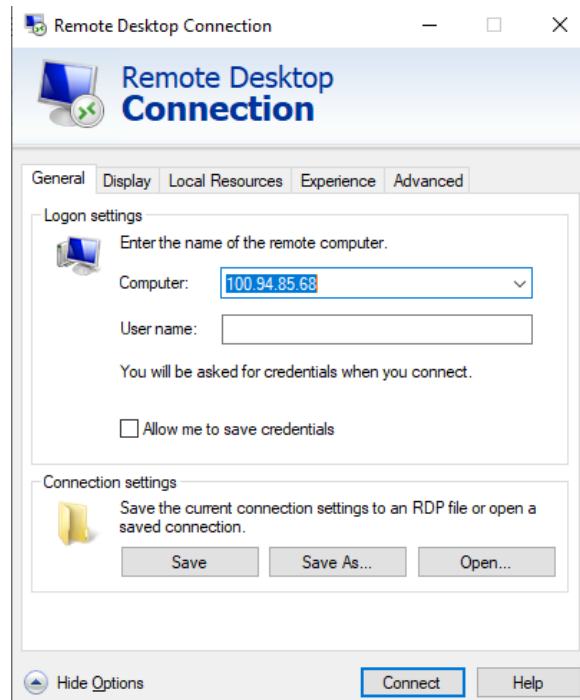 Remote Desktop Connection
Remote Desktop
Connection
General Display Local Resources Experience Advanced
Logon settings
Enter the name of the remote computer.
Computer: 100.94.85.68
User name:
You will be asked for credentials when you connect.
Allow me to save credentials
Connection settings
Save the current connection settings to an RDP file or open a
saved connection.
Save Save As... Open...
Hide Options Connect Help